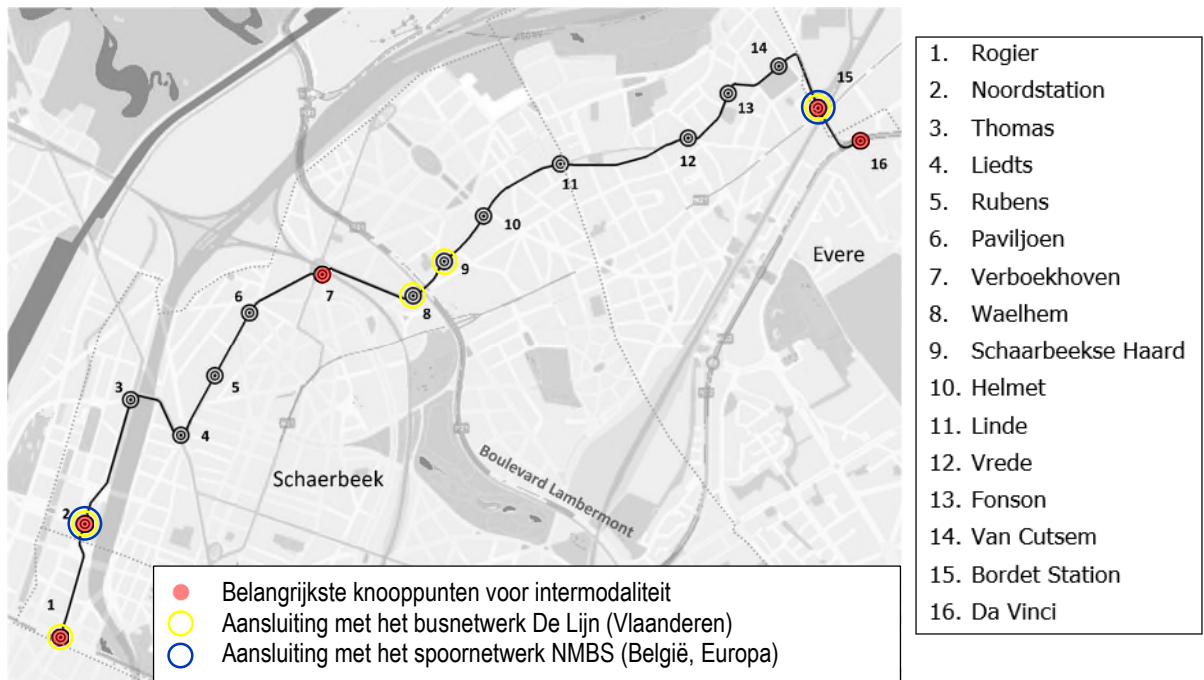 14
15
13
16
12
11
10
Evere
9
6
7
8
3
5
4
Schaerbeek
Boulevard Lambermont
2
1
Belangrijkste knooppunten voor intermodaliteit
Aansluiting met het busnetwerk De Lijn (Vlaanderen)
Aansluiting met het spoornetwerk NMBS (België, Europa)
1. Rogier
2. Noordstation
3. Thomas
4. Liedts
5. Rubens
6. Paviljoen
7. Verboekhoven
8. Waelhem
9. Schaarbeekse Haard
10. Helmet
11. Linde
12. Vrede
13. Fonson
14. Van Cutsem
15. Bordet Station
16. Da Vinci